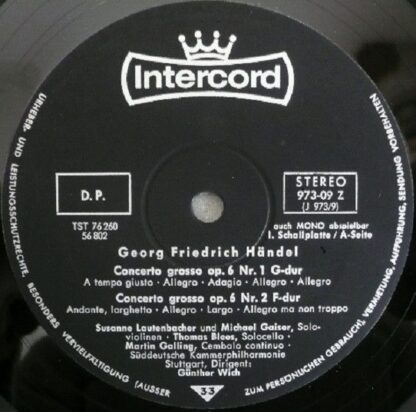 Intercord
D. P.
STEREO
973-09 Z
(J 973/9)
TST 76 260
56 802
auch MONO abspielbar
I. Schallplatte / A-Seite
Georg Friedrich Händel
Concerto grosso op. 6 Nr. 1 G-dur
A tempo giusto · Allegro · Adagio · Allegro · Allegro
Concerto grosso op. 6 Nr. 2 F-dur
Andante, larghetto · Allegro · Largo · Allegro ma non troppo
Susanne Lautenbacher und Michael Gaiser, Solo-
violinen · Thomas Blees, Solocello ·
Martin Galling, Cembalo continuo ·
Süddeutsche Kammerphilharmonie
Stuttgart, Dirigent:
Günther Wich
33
URHEBER- UND LEISTUNGSSCHUTZRECHTE, BESONDERS VERVIELFÄLTIGUNG (AUSSER ZUM PERSÖNLICHEN GEBRAUCH), VERMIETUNG, AUFFÜHRUNG, SENDUNG VORBEHALTEN